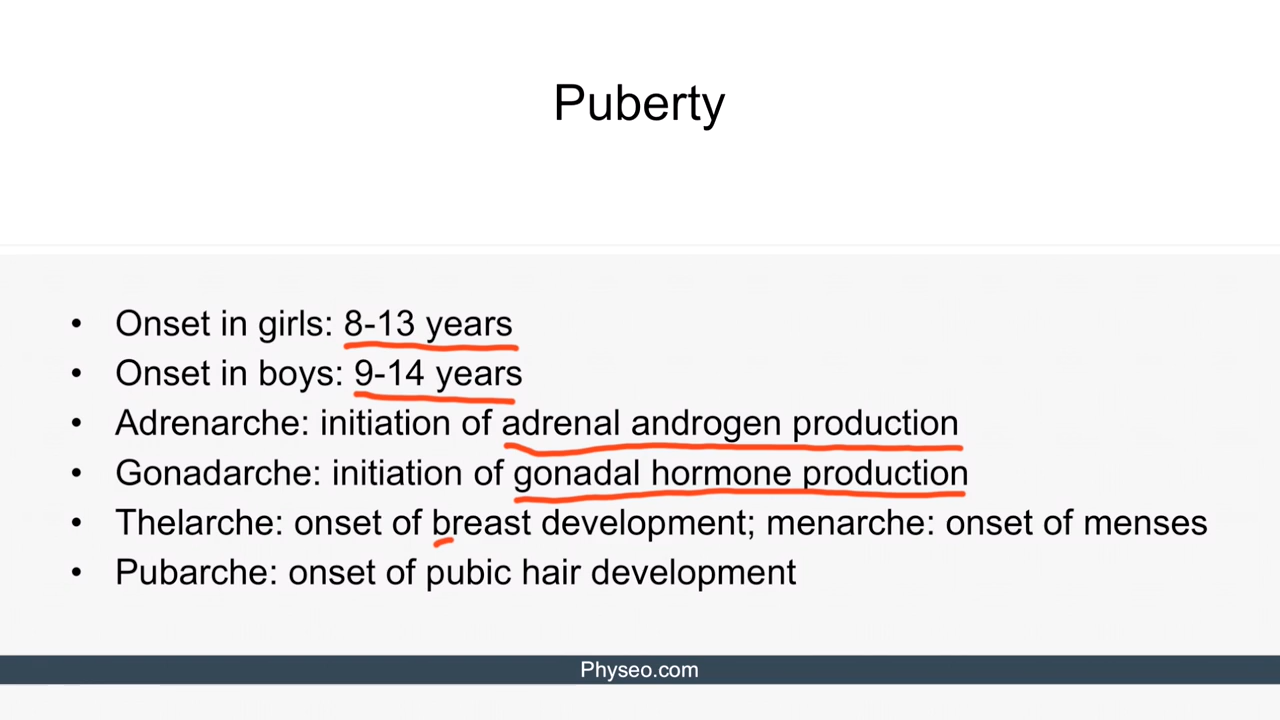 Puberty
• Onset in girls: 8-13 years
• Onset in boys: 9-14 years
• Adrenarche: initiation of adrenal androgen production
• Gonadarche: initiation of gonadal hormone production
• Thelarche: onset of breast development; menarche: onset of menses
• Pubarche: onset of pubic hair development
Physeo.com